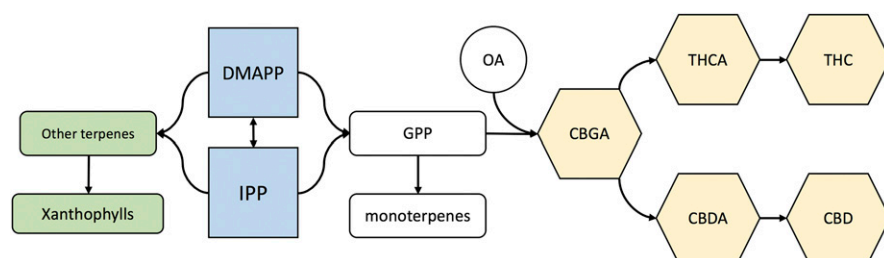 DMAPP
OA
THCA
THC
Other terpenes
GPP
CBGA
IPP
Xanthophylls
monoterpenes
CBDA
CBD